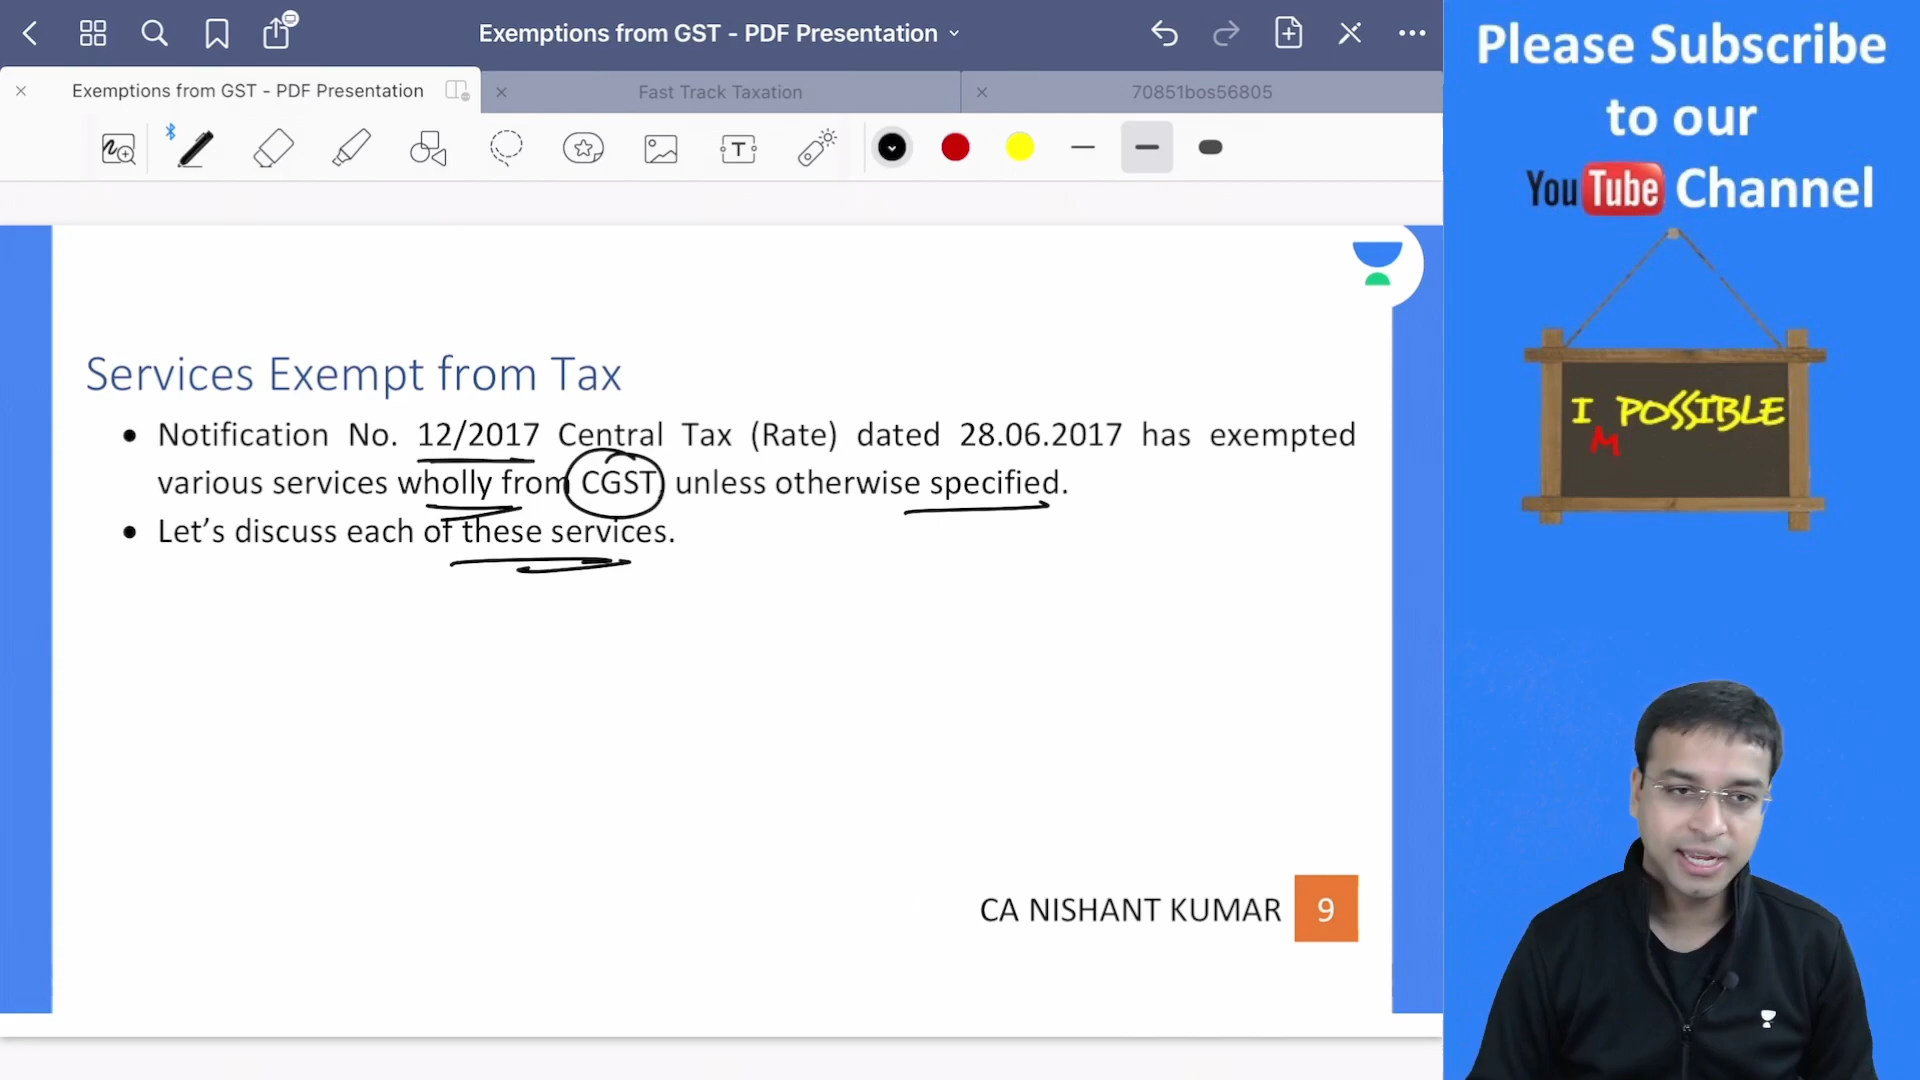 Exemptions from GST - PDF Presentation
Exemptions from GST - PDF Presentation
Fast Track Taxation
70851bos56805
T
Services Exempt from Tax
• Notification No. 12/2017 Central Tax (Rate) dated 28.06.2017 has exempted
various services wholly from CGST unless otherwise specified.
• Let’s discuss each of these services.
CA NISHANT KUMAR 9
Please Subscribe
to our
YouTube Channel
I POSSIBLE
M